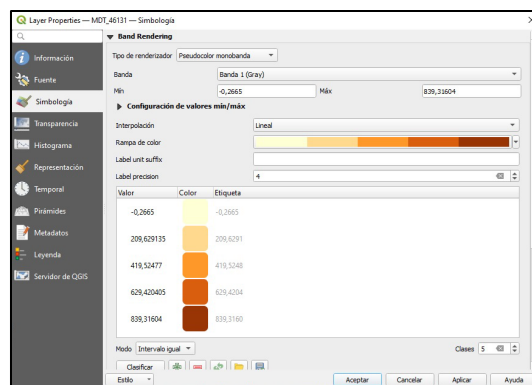 Layer Properties — MDT_46131 — Simbología
Información
Fuente
Simbología
Transparencia
Histograma
Representación
Temporal
Pirámides
Metadatos
Leyenda
Servidor de QGIS
Band Rendering
Tipo de renderizador Pseudocolor monobanda
Banda Banda 1 (Gray)
Mín -0,2665 Máx 839,31604
Configuración de valores mín/máx
Interpolación Lineal
Rampa de color
Label unit suffix
Label precision 4
Valor Color Etiqueta
-0,2665 -0,2665
209,629135 209,6291
419,52477 419,5248
629,420405 629,4204
839,31604 839,3160
Modo Intervalo igual Clases 5
Clasificar
Estilo Aceptar Cancelar Aplicar Ayuda